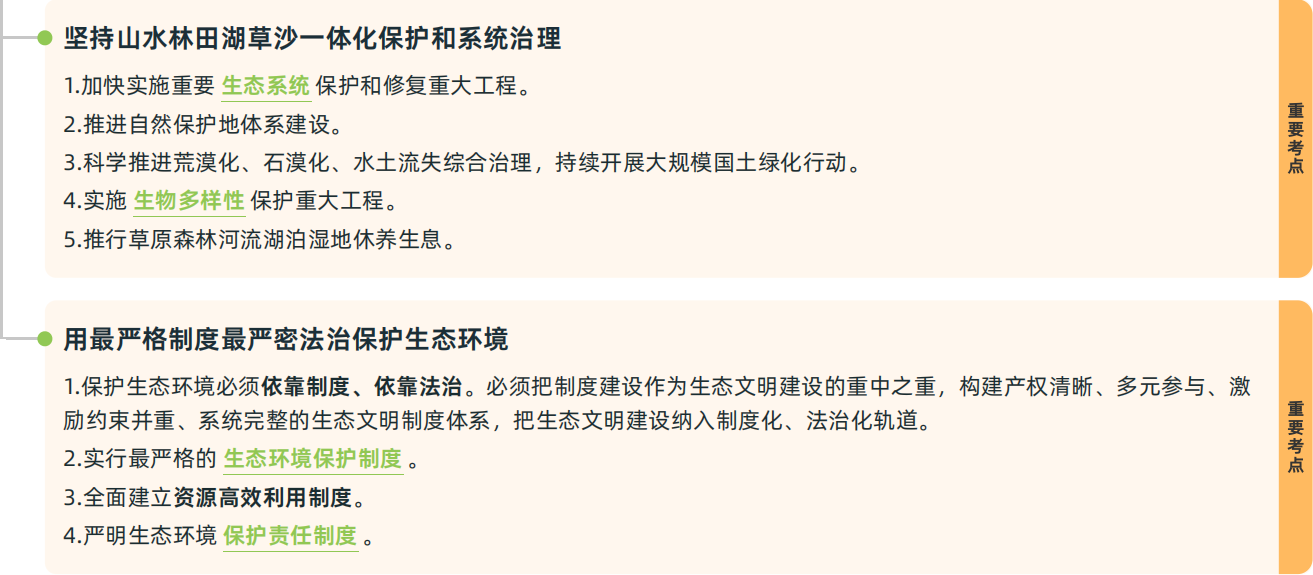 坚持山水林田湖草沙一体化保护和系统治理
1.加快实施重要 生态系统 保护和修复重大工程。
2.推进自然保护地体系建设。
3.科学推进荒漠化、石漠化、水土流失综合治理，持续开展大规模国土绿化行动。
4.实施 生物多样性 保护重大工程。
5.推行草原森林河流湖泊湿地休养生息。
重要考点
用最严格制度最严密法治保护生态环境
1.保护生态环境必须依靠制度、依靠法治。必须把制度建设作为生态文明建设的重中之重，构建产权清晰、多元参与、激
励约束并重、系统完整的生态文明制度体系，把生态文明建设纳入制度化、法治化轨道。
2.实行最严格的 生态环境保护制度 。
3.全面建立资源高效利用制度。
4.严明生态环境 保护责任制度 。
重要考点